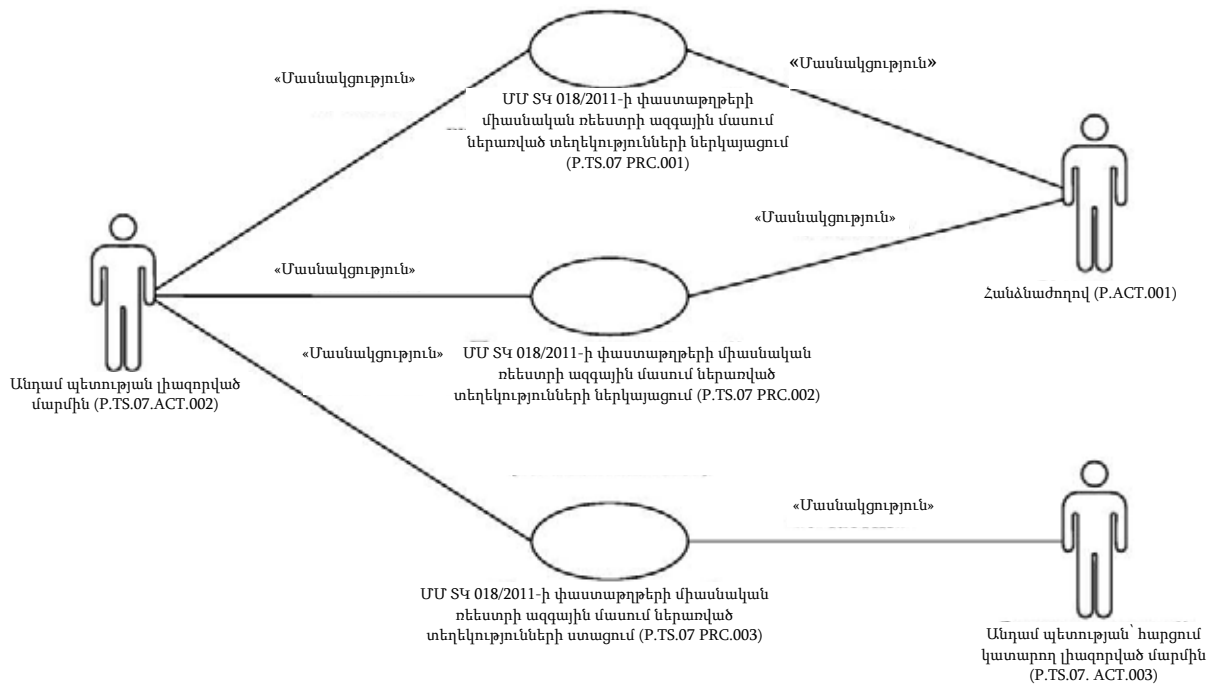 «Մասնակցություն»
«Մասնակցություն»
ՄՄ ՏԿ 018/2011-ի փաստաթղթերի
միասնական ռեեստրի ազգային մասում
ներառված տեղեկությունների ներկայացում
(P.TS.07 PRC.001)
«Մասնակցություն»
«Մասնակցություն»
Հանձնաժողով (P.ACT.001)
«Մասնակցություն»
ՄՄ ՏԿ 018/2011-ի փաստաթղթերի միասնական
ռեեստրի ազգային մասում ներառված
տեղեկությունների ներկայացում (P.TS.07 PRC.002)
Անդամ պետության լիազորված
մարմին (P.TS.07.ACT.002)
«Մասնակցություն»
ՄՄ ՏԿ 018/2011-ի փաստաթղթերի միասնական
ռեեստրի ազգային մասում ներառված
տեղեկությունների ստացում (P.TS.07 PRC.003)
Անդամ պետության՝ հարցում
կատարող լիազորված մարմին
(P.TS.07. ACT.003)